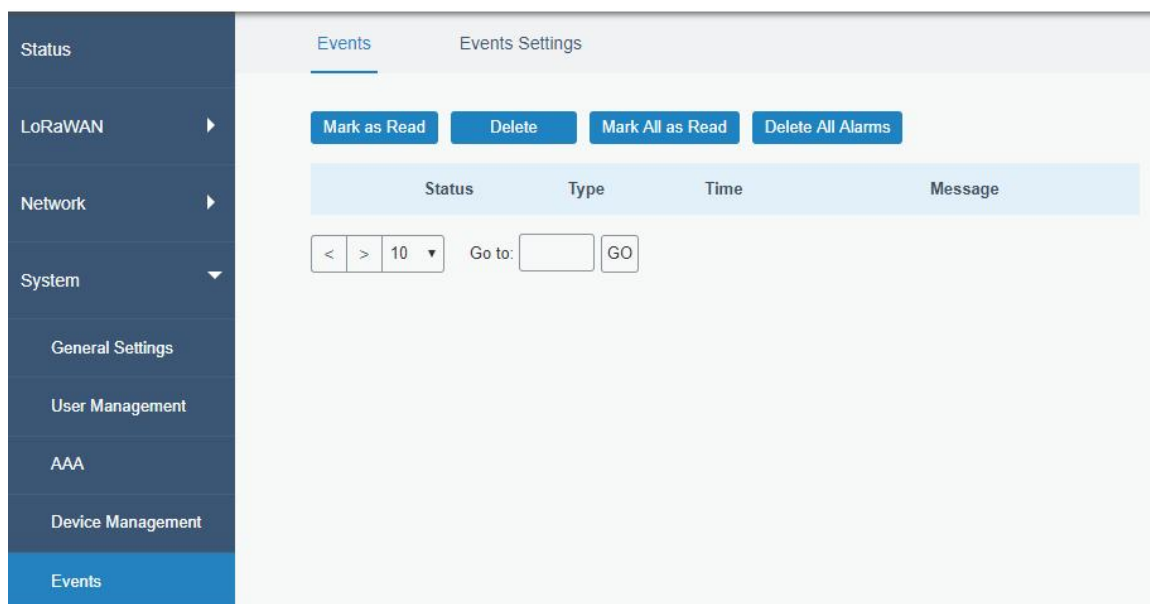 Status
LoRaWAN
Network
System
General Settings
User Management
AAA
Device Management
Events
Events Events Settings
Mark as Read Delete Mark All as Read Delete All Alarms
Status Type Time Message
< > 10 ▼ Go to: GO